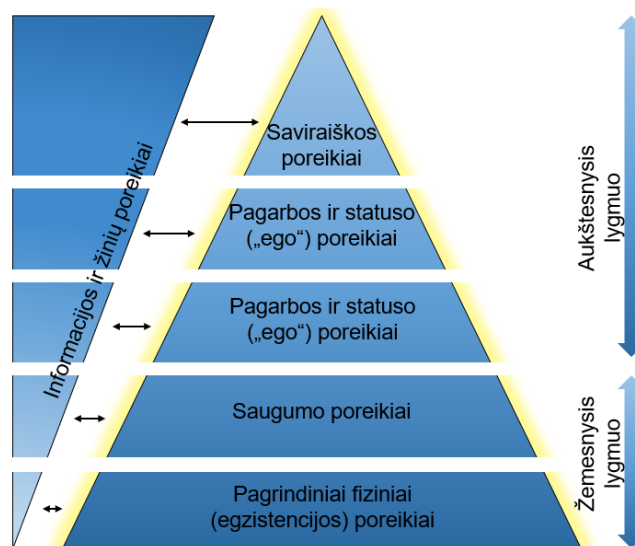 Informacijos ir žinių poreikiai
Saviraiškos
poreikiai
Pagarbos ir statuso
(„ego“) poreikiai
Pagarbos ir statuso
(„ego“) poreikiai
Saugumo poreikiai
Pagrindiniai fiziniai
(egzistencijos) poreikiai
Aukštesnysis
lygmuo
Žemesnysis
lygmuo